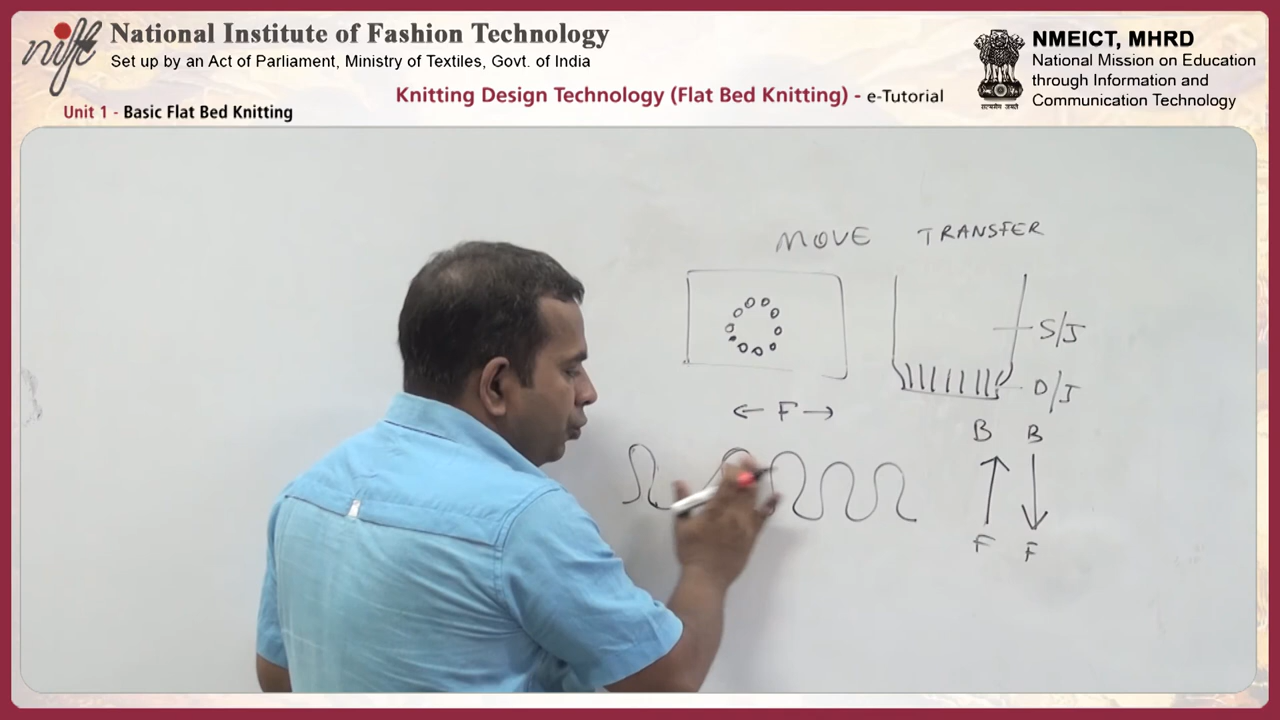 nift
National Institute of Fashion Technology
Set up by an Act of Parliament, Ministry of Textiles, Govt. of India
NMEICT, MHRD
National Mission on Education
through Information and
Communication Technology
Knitting Design Technology (Flat Bed Knitting) - e-Tutorial
Unit 1 - Basic Flat Bed Knitting
MOVE TRANSFER
S/J
D/J
← F →
B B
F F